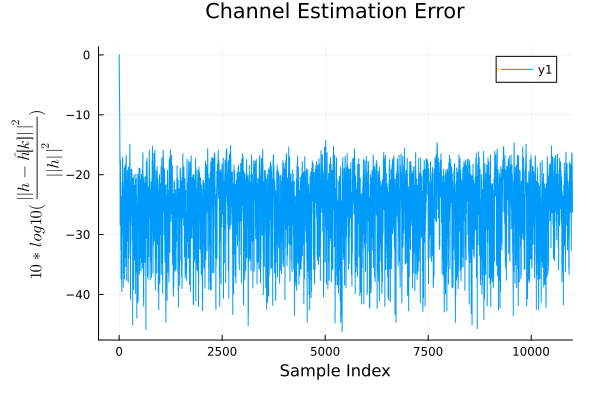 Channel Estimation Error
10 * log10(||h − ĥ[k]||² / ||h||²)
y1
0
−10
−20
−30
−40
0
2500
5000
7500
10000
Sample Index